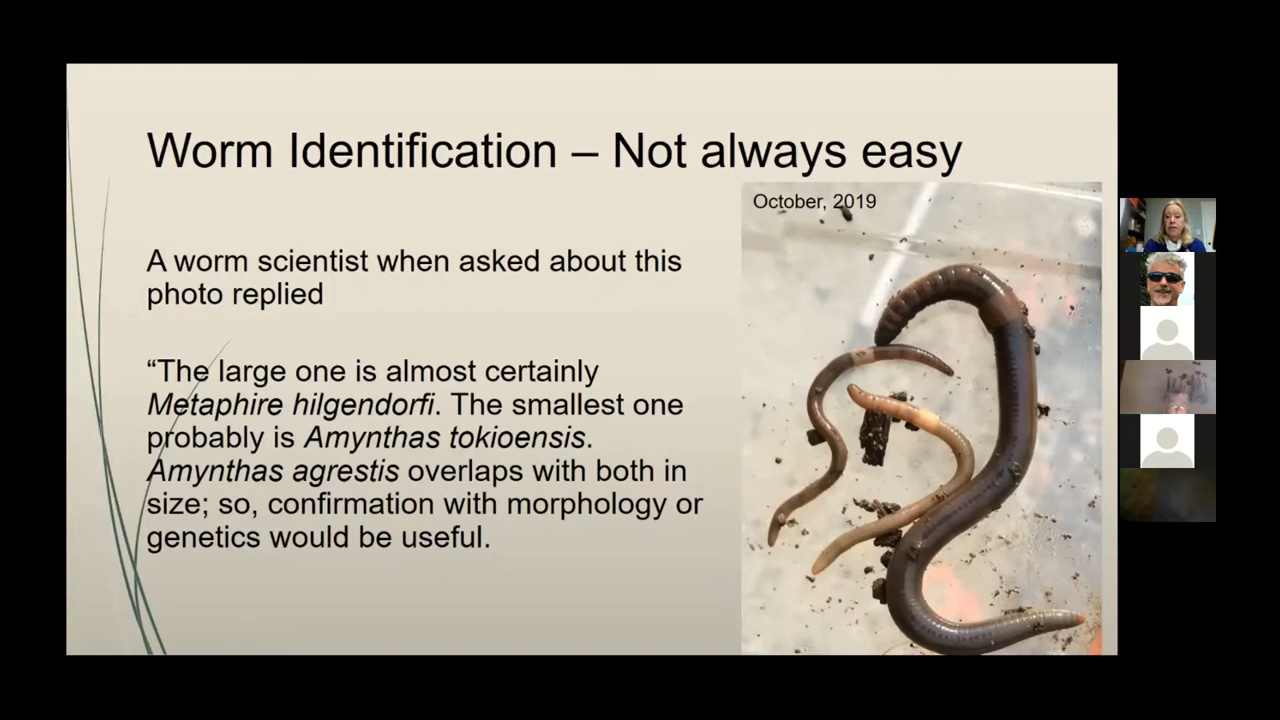 Worm Identification – Not always easy
October, 2019
A worm scientist when asked about this
photo replied
“The large one is almost certainly
Metaphire hilgendorfi. The smallest one
probably is Amynthas tokioensis.
Amynthas agrestis overlaps with both in
size; so, confirmation with morphology or
genetics would be useful.